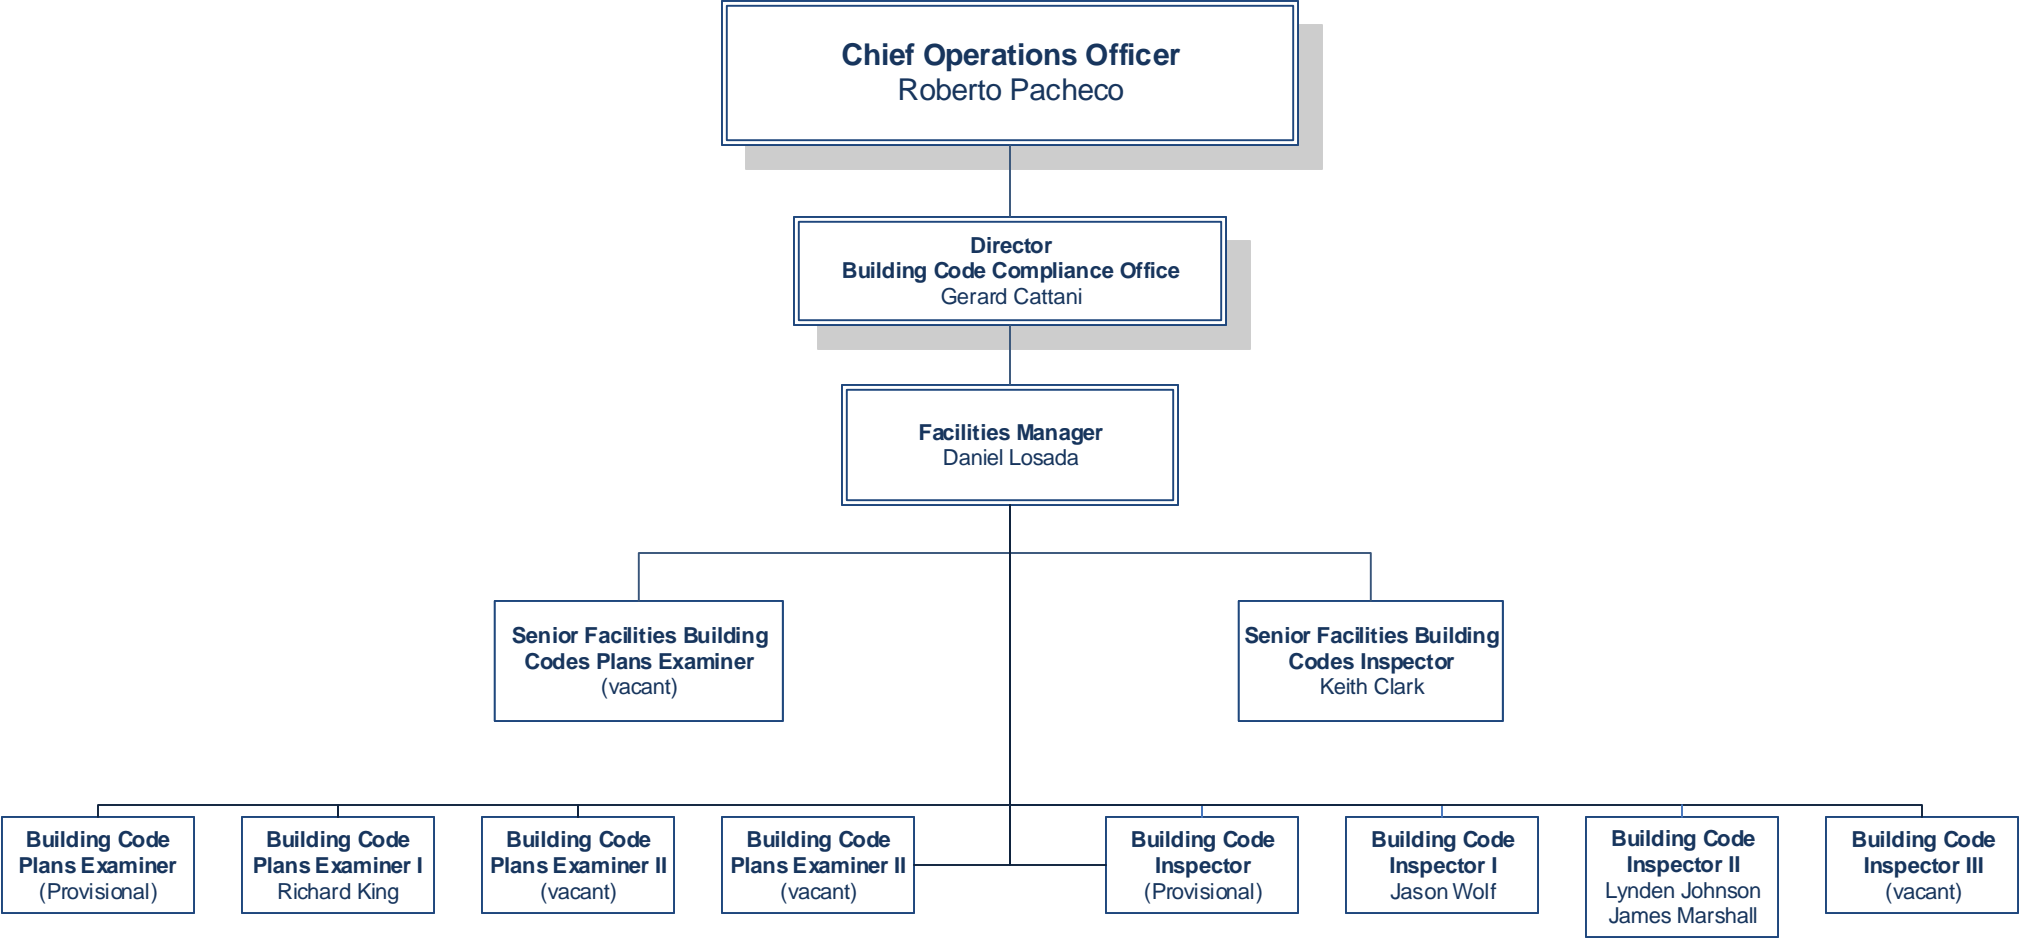 Chief Operations Officer
Roberto Pacheco
Director
Building Code Compliance Office
Gerard Cattani
Facilities Manager
Daniel Losada
Senior Facilities Building
Codes Plans Examiner
(vacant)
Senior Facilities Building
Codes Inspector
Keith Clark
Building Code
Plans Examiner
(Provisional)
Building Code
Plans Examiner I
Richard King
Building Code
Plans Examiner II
(vacant)
Building Code
Plans Examiner II
(vacant)
Building Code
Inspector
(Provisional)
Building Code
Inspector I
Jason Wolf
Building Code
Inspector II
Lynden Johnson
James Marshall
Building Code
Inspector III
(vacant)